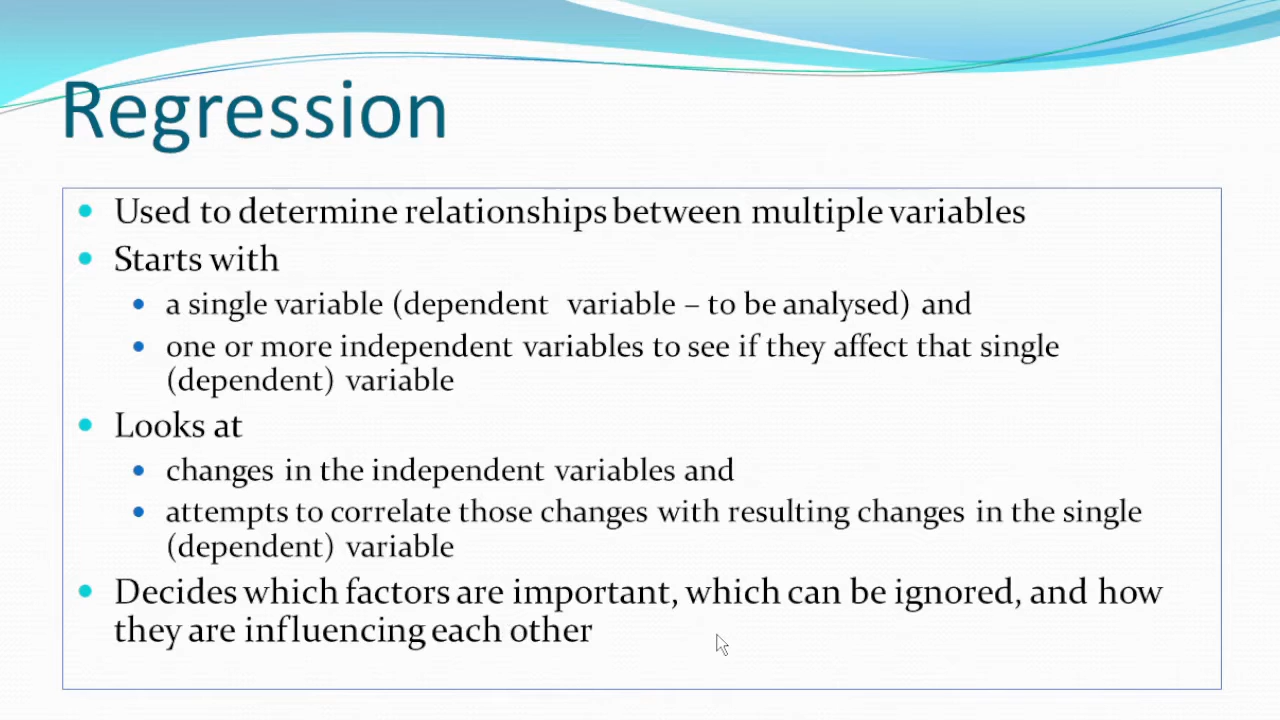 Regression
• Used to determine relationships between multiple variables
• Starts with
• a single variable (dependent variable – to be analysed) and
• one or more independent variables to see if they affect that single
(dependent) variable
• Looks at
• changes in the independent variables and
• attempts to correlate those changes with resulting changes in the single
(dependent) variable
• Decides which factors are important, which can be ignored, and how
they are influencing each other